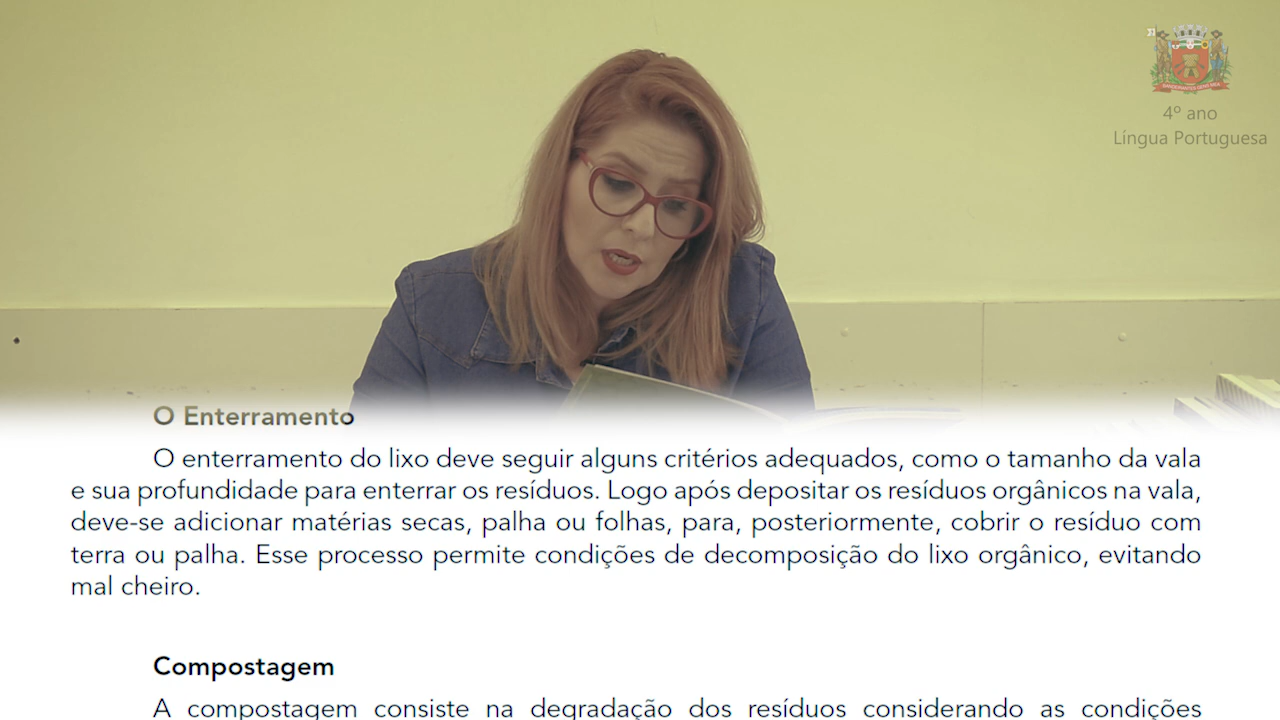 4º ano
Língua Portuguesa
O Enterramento
O enterramento do lixo deve seguir alguns critérios adequados, como o tamanho da vala
e sua profundidade para enterrar os resíduos. Logo após depositar os resíduos orgânicos na vala,
deve-se adicionar matérias secas, palha ou folhas, para, posteriormente, cobrir o resíduo com
terra ou palha. Esse processo permite condições de decomposição do lixo orgânico, evitando
mal cheiro.
Compostagem
A compostagem consiste na degradação dos resíduos considerando as condições